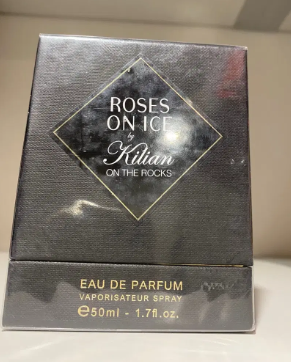 ROSES
ON ICE
by
Kilian
ON THE ROCKS
EAU DE PARFUM
VAPORISATEUR SPRAY
℮50ml - 1.7fl.oz.